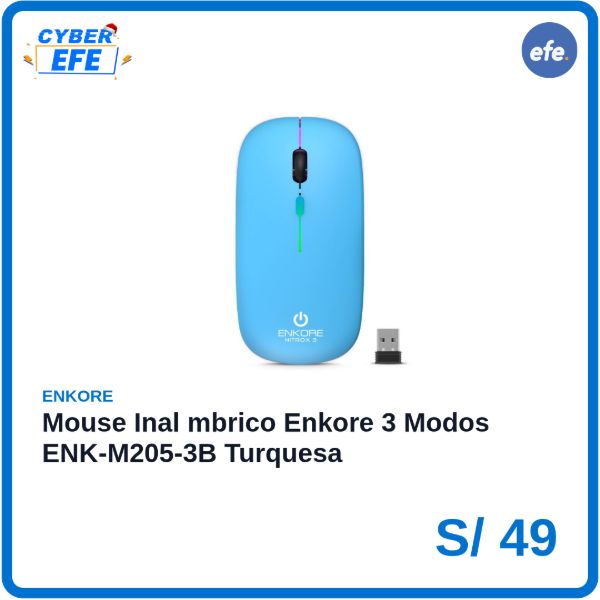 CYBER
EFE
efe.
ENKORE
NITROX 3
ENKORE
Mouse Inal mbrico Enkore 3 Modos
ENK-M205-3B Turquesa
S/ 49